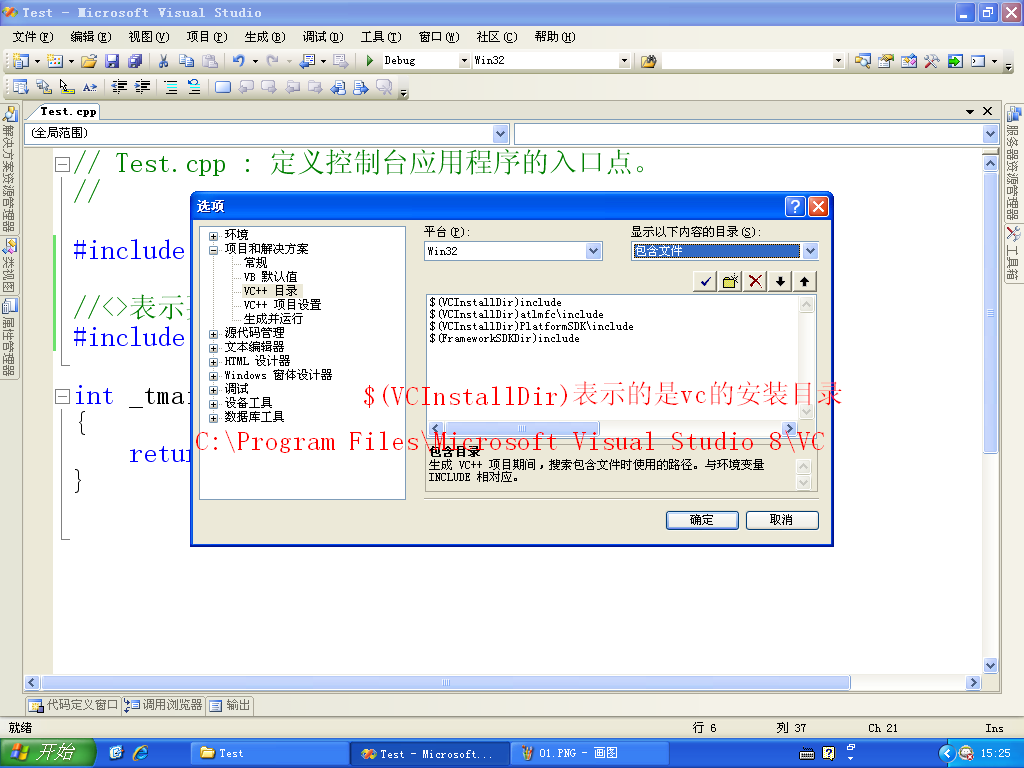 Test - Microsoft Visual Studio
文件(F) 编辑(E) 视图(V) 项目(P) 生成(B) 调试(D) 工具(T) 窗口(W) 社区(C) 帮助(H)
Debug Win32
Test.cpp
(全局范围)
解决方案资源管理器
类视图
属性管理器
服务器资源管理器
工具箱
// Test.cpp : 定义控制台应用程序的入口点。
//
#include
//<>表示
#include
int _tma
{
retu
}
选项
环境
项目和解决方案
常规
VB 默认值
VC++ 目录
VC++ 项目设置
生成并运行
源代码管理
文本编辑器
HTML 设计器
Windows 窗体设计器
调试
设备工具
数据库工具
平台(P): 显示以下内容的目录(S):
Win32 包含文件
$(VCInstallDir)include
$(VCInstallDir)atlmfc\include
$(VCInstallDir)PlatformSDK\include
$(FrameworkSDKDir)include
$(VCInstallDir)表示的是vc的安装目录
C:\Program Files\Microsoft Visual Studio 8\VC
包含目录
生成 VC++ 项目期间，搜索包含文件时使用的路径。与环境变量
INCLUDE 相对应。
确定 取消
代码定义窗口 调用浏览器 输出
就绪 行 6 列 37 Ch 21 Ins
开始 Test Test - Microsoft... 01.PNG - 画图 15:25